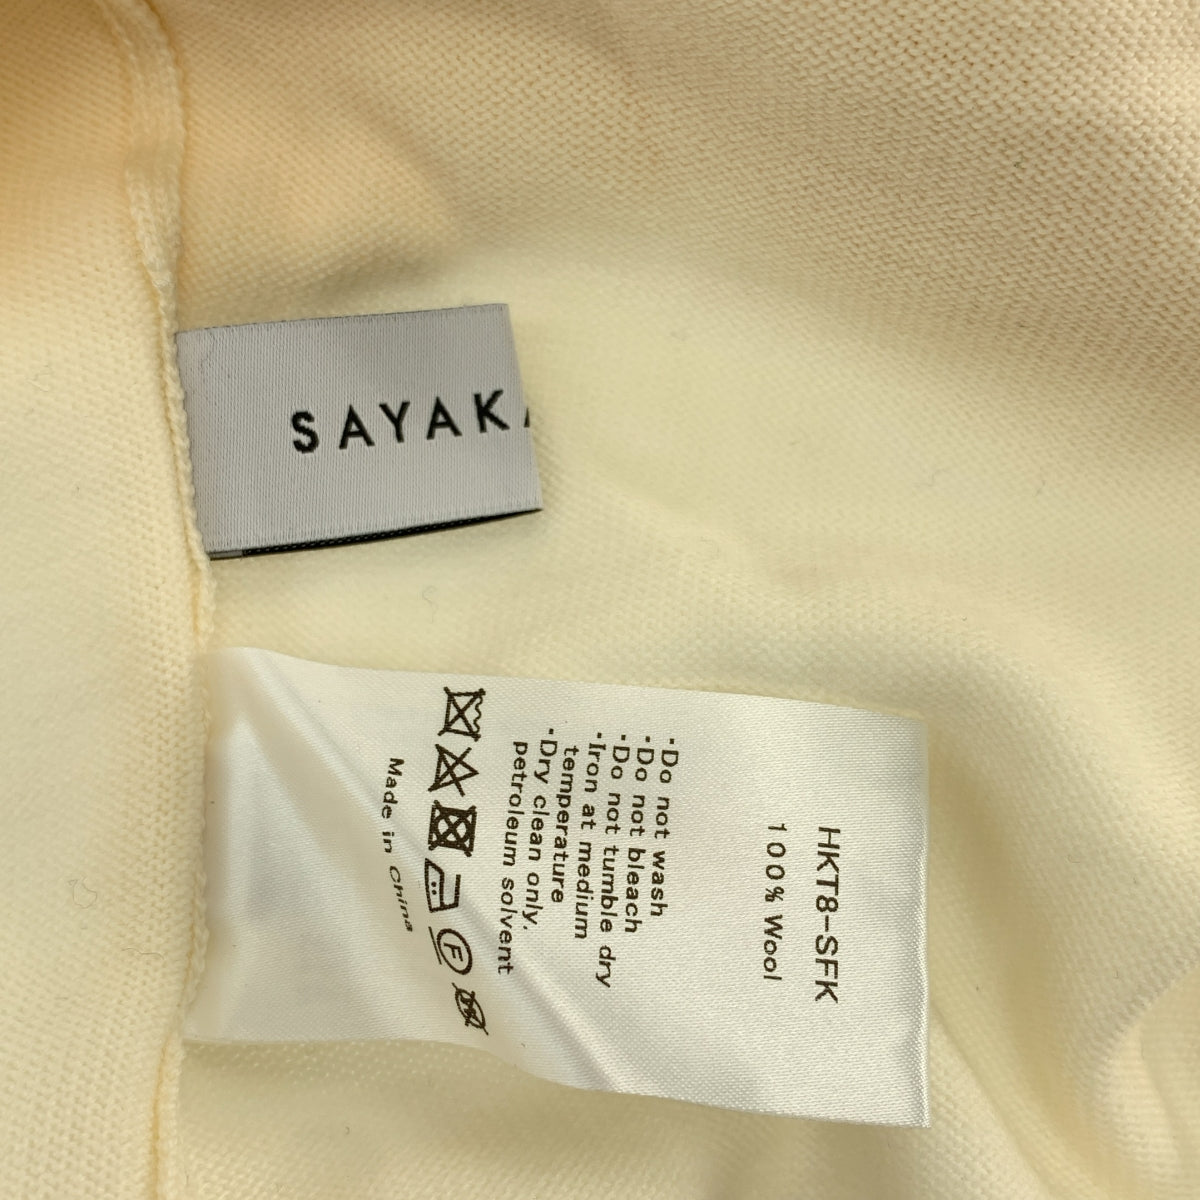 SAYAK
HKT8-SFK
100% Wool
·Do not wash
·Do not bleach
·Do not tumble dry
·Iron at medium
temperature
·Dry clean only.
petroleum solvent
F
W
Made in China